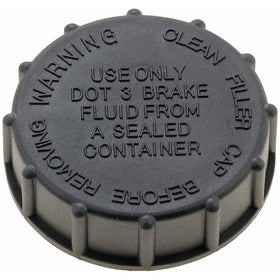 WARNING CLEAN FILLER CAP BEFORE REMOVING
USE ONLY
DOT 3 BRAKE
FLUID FROM
A SEALED
CONTAINER